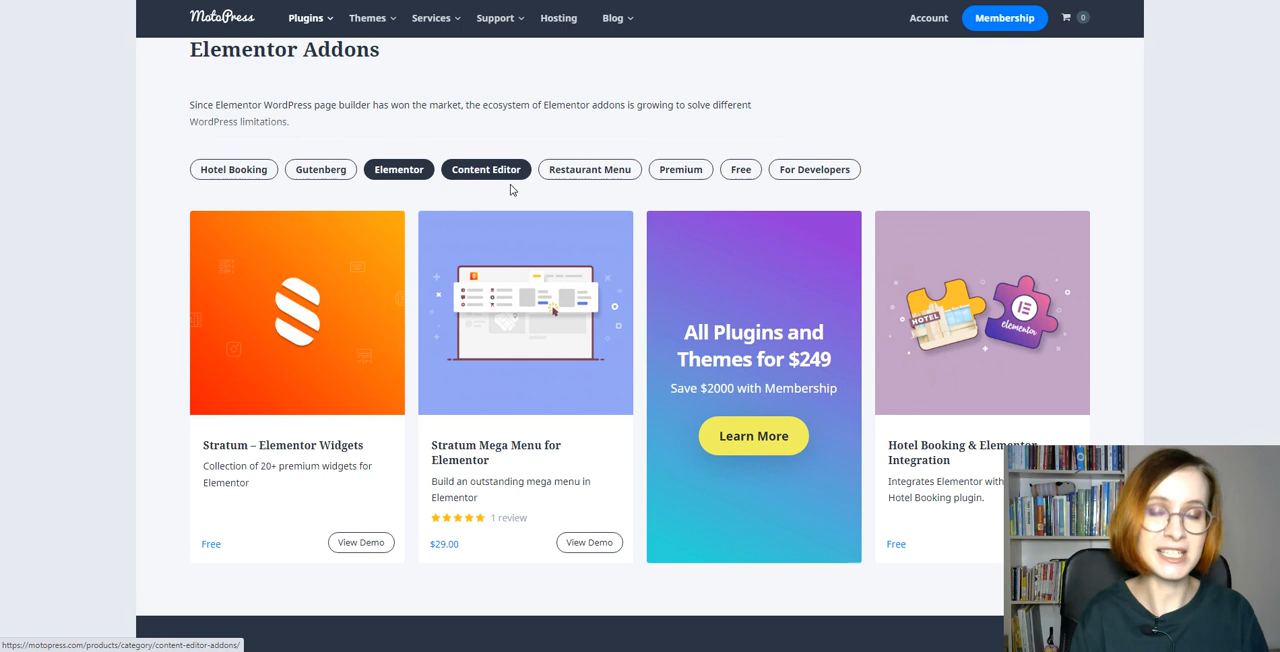 MotoPress
Plugins Themes Services Support Hosting Blog Account Membership 0
Elementor Addons
Since Elementor WordPress page builder has won the market, the ecosystem of Elementor addons is growing to solve different
WordPress limitations.
Hotel Booking Gutenberg Elementor Content Editor Restaurant Menu Premium Free For Developers
HOTEL
elementor
All Plugins and
Themes for $249
Save $2000 with Membership
Learn More
Stratum – Elementor Widgets
Collection of 20+ premium widgets for
Elementor
Free
View Demo
Stratum Mega Menu for
Elementor
Build an outstanding mega menu in
Elementor
1 review
$29.00
View Demo
Hotel Booking & Elementor
Integration
Integrates Elementor with
Hotel Booking plugin.
Free
https://motopress.com/products/category/content-editor-addons/